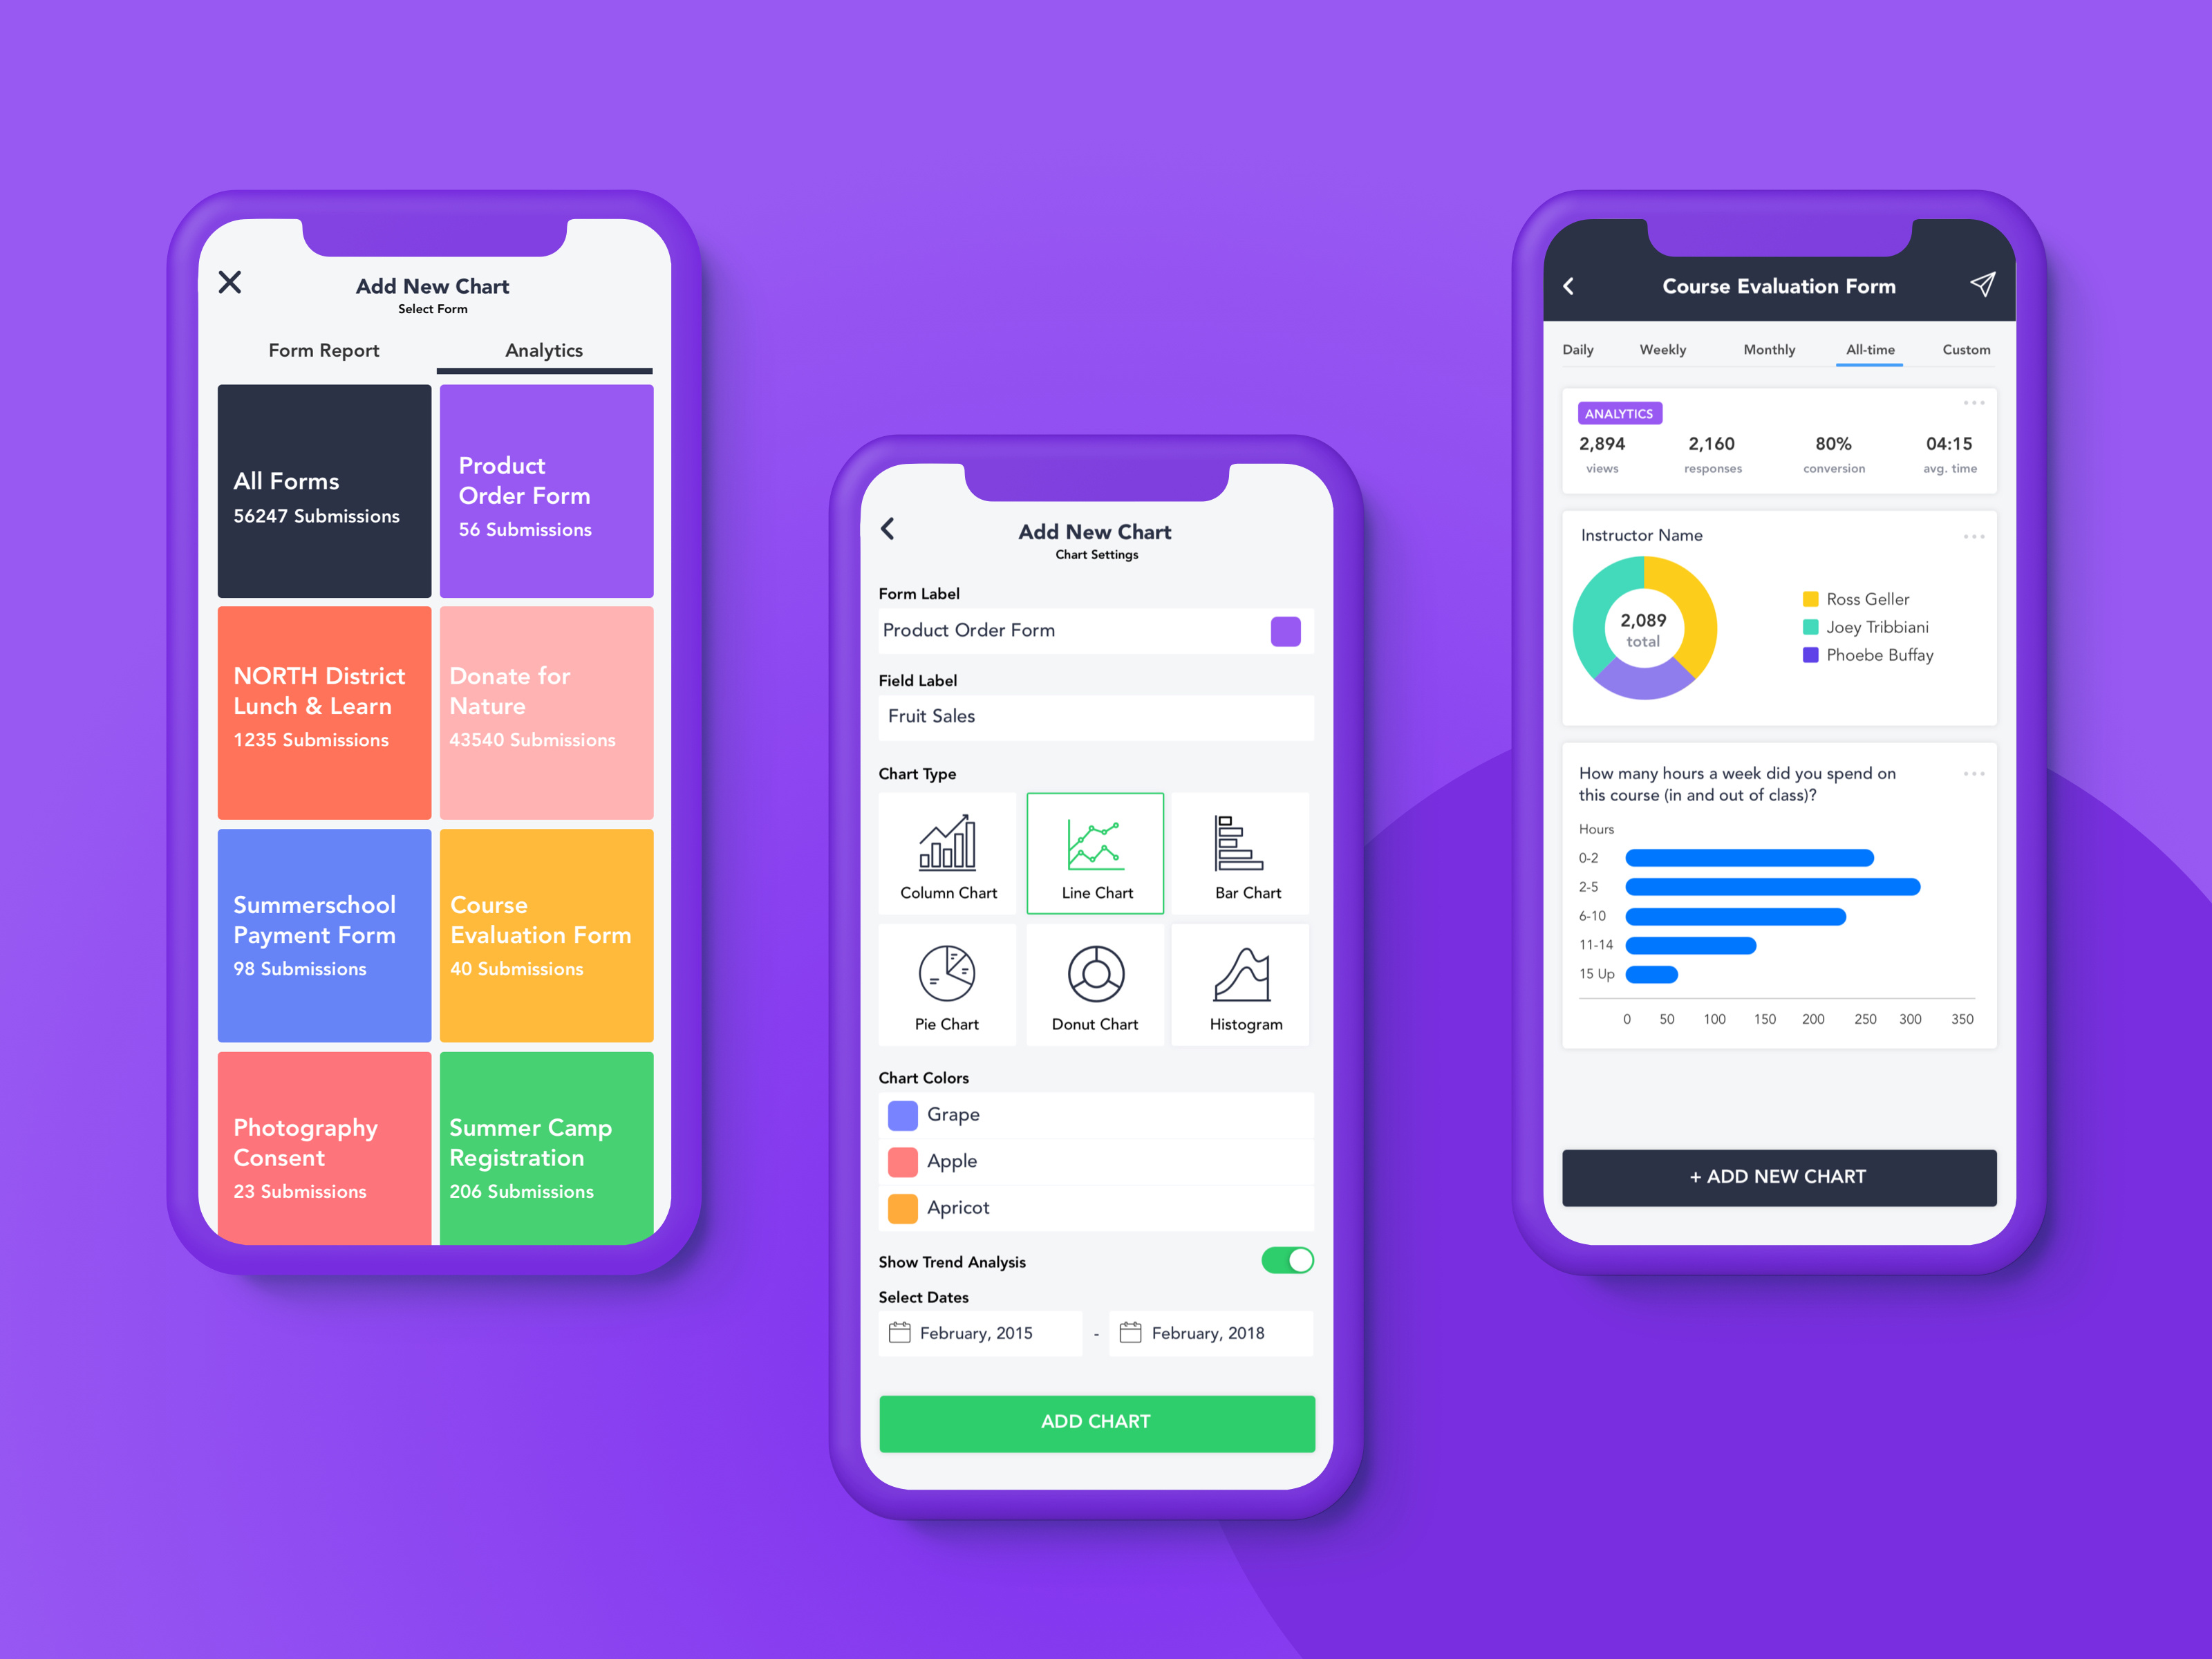 Add New Chart
Select Form
Form Report
Analytics
All Forms
56247 Submissions
Product
Order Form
56 Submissions
NORTH District
Lunch & Learn
1235 Submissions
Donate for
Nature
43540 Submissions
Summerschool
Payment Form
98 Submissions
Course
Evaluation Form
40 Submissions
Photography
Consent
23 Submissions
Summer Camp
Registration
206 Submissions
Add New Chart
Chart Settings
Form Label
Product Order Form
Field Label
Fruit Sales
Chart Type
Column Chart
Line Chart
Bar Chart
Pie Chart
Donut Chart
Histogram
Chart Colors
Grape
Apple
Apricot
Show Trend Analysis
Select Dates
February, 2015 - February, 2018
ADD CHART
Course Evaluation Form
Daily Weekly Monthly All-time Custom
ANALYTICS
2,894 2,160 80% 04:15
views responses conversion avg. time
Instructor Name
2,089
total
Ross Geller
Joey Tribbiani
Phoebe Buffay
How many hours a week did you spend on
this course (in and out of class)?
Hours
0-2
2-5
6-10
11-14
15 Up
0 50 100 150 200 250 300 350
+ ADD NEW CHART